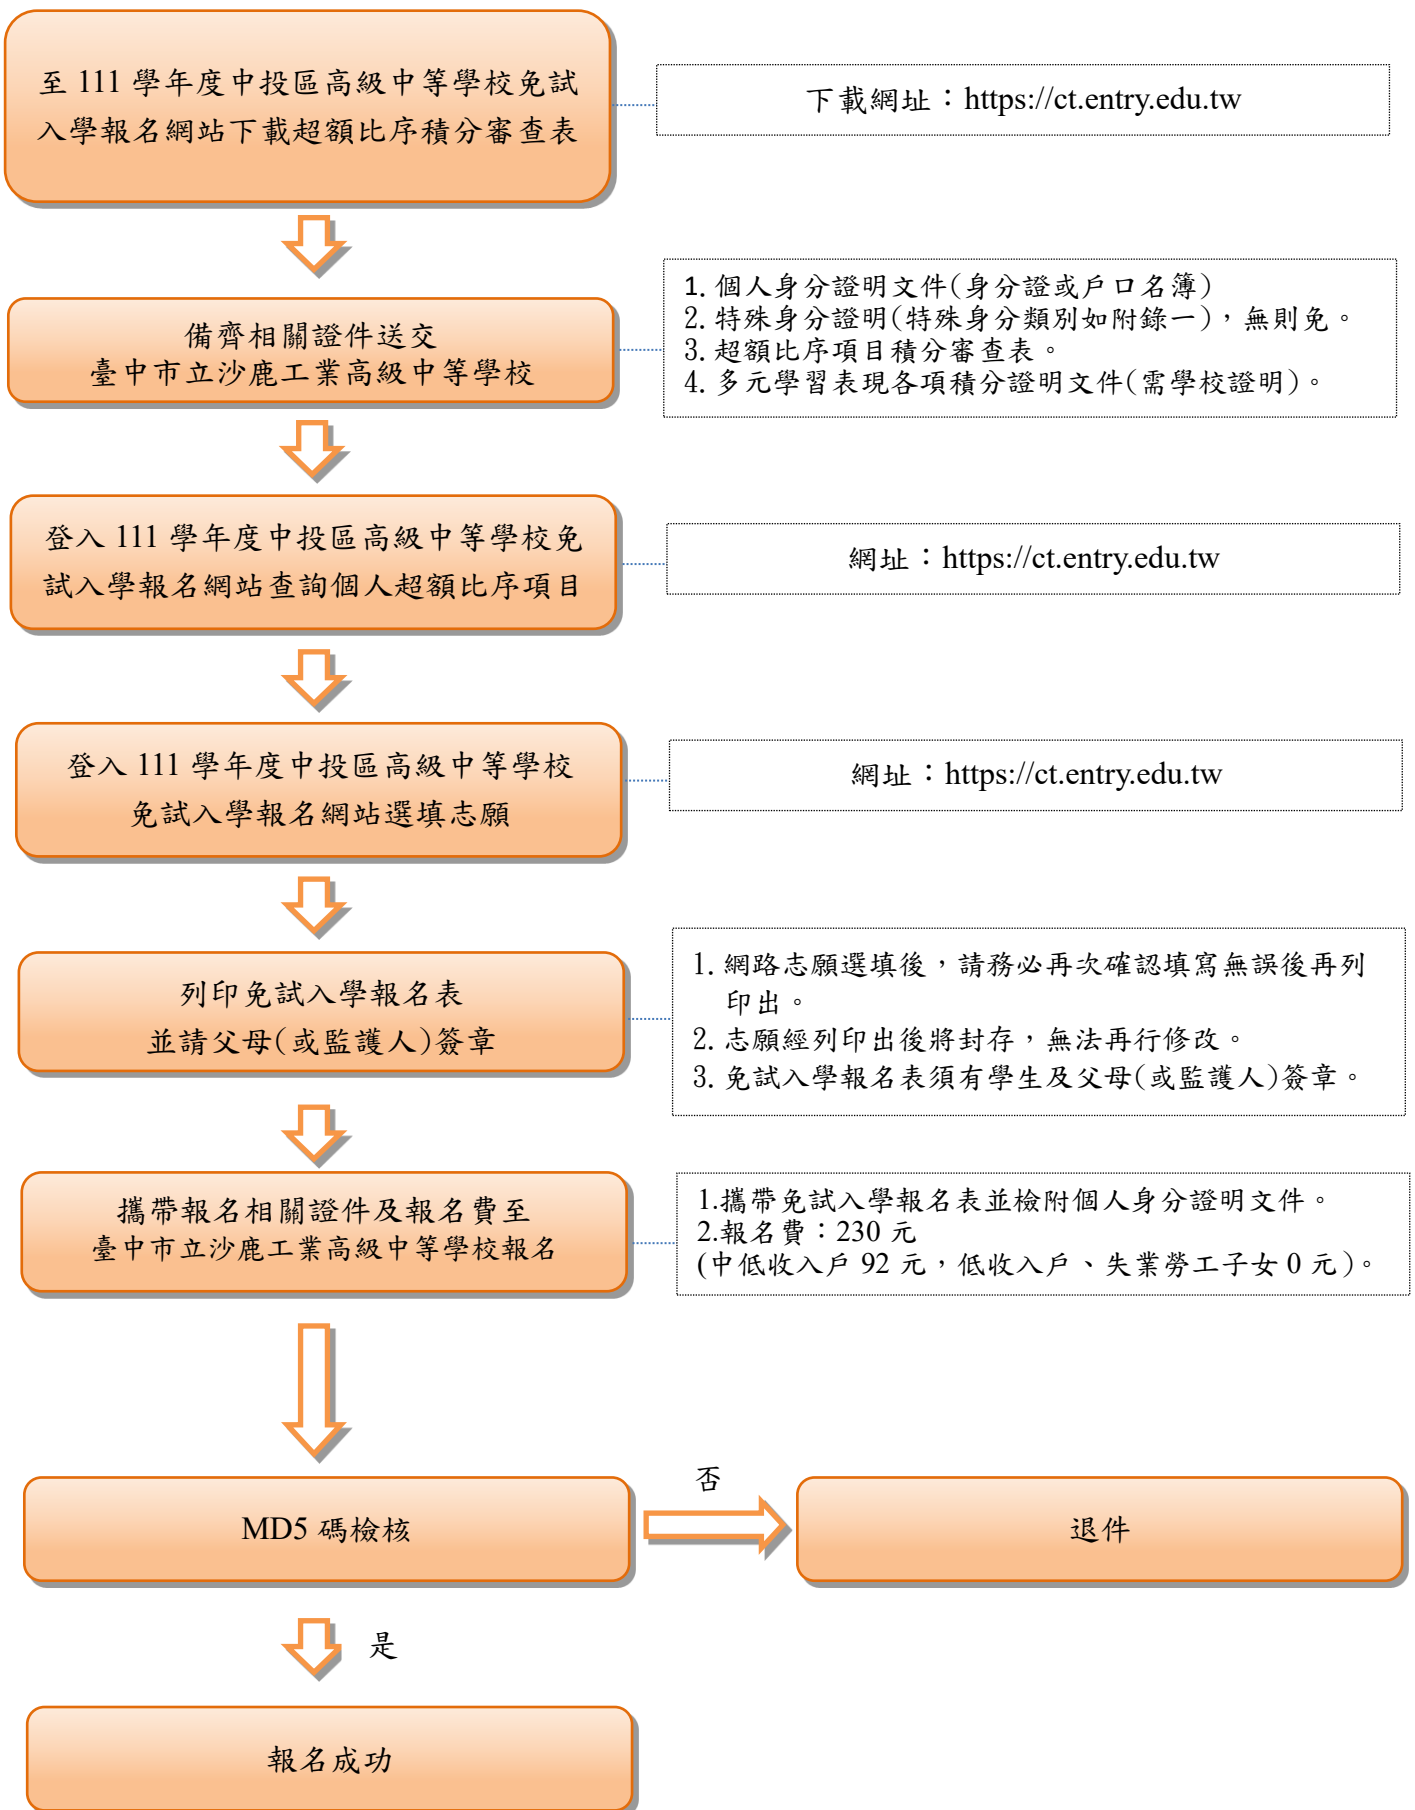 至 111 學年度中投區高級中等學校免試
入學報名網站下載超額比序積分審查表
下載網址：https://ct.entry.edu.tw
備齊相關證件送交
臺中市立沙鹿工業高級中等學校
1. 個人身分證明文件(身分證或戶口名簿)
2. 特殊身分證明(特殊身分類別如附錄一)，無則免。
3. 超額比序項目積分審查表。
4. 多元學習表現各項積分證明文件(需學校證明)。
登入 111 學年度中投區高級中等學校免
試入學報名網站查詢個人超額比序項目
網址：https://ct.entry.edu.tw
登入 111 學年度中投區高級中等學校
免試入學報名網站選填志願
網址：https://ct.entry.edu.tw
列印免試入學報名表
並請父母(或監護人)簽章
1. 網路志願選填後，請務必再次確認填寫無誤後再列
印出。
2. 志願經列印出後將封存，無法再行修改。
3. 免試入學報名表須有學生及父母(或監護人)簽章。
攜帶報名相關證件及報名費至
臺中市立沙鹿工業高級中等學校報名
1.攜帶免試入學報名表並檢附個人身分證明文件。
2.報名費：230 元
(中低收入戶 92 元，低收入戶、失業勞工子女 0 元)。
MD5 碼檢核
否
退件
是
報名成功